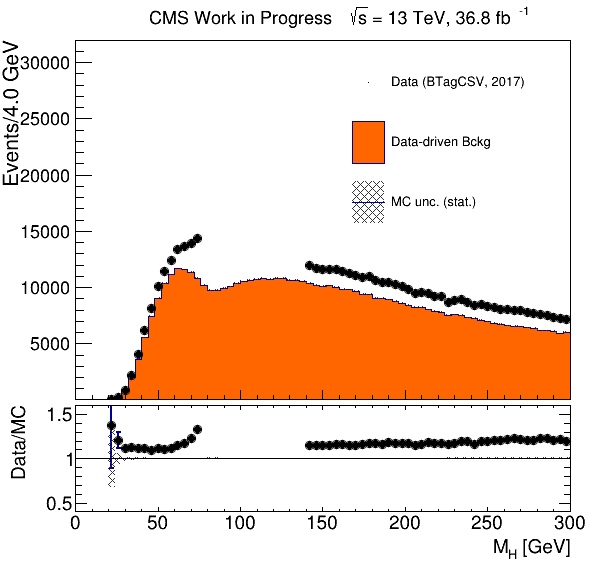 CMS Work in Progress √s = 13 TeV, 36.8 fb -1
Events/4.0 GeV
30000
25000
20000
15000
10000
5000
Data (BTagCSV, 2017)
Data-driven Bckg
MC unc. (stat.)
Data/MC
1.5
1
0.5
0 50 100 150 200 250 300
M_H [GeV]